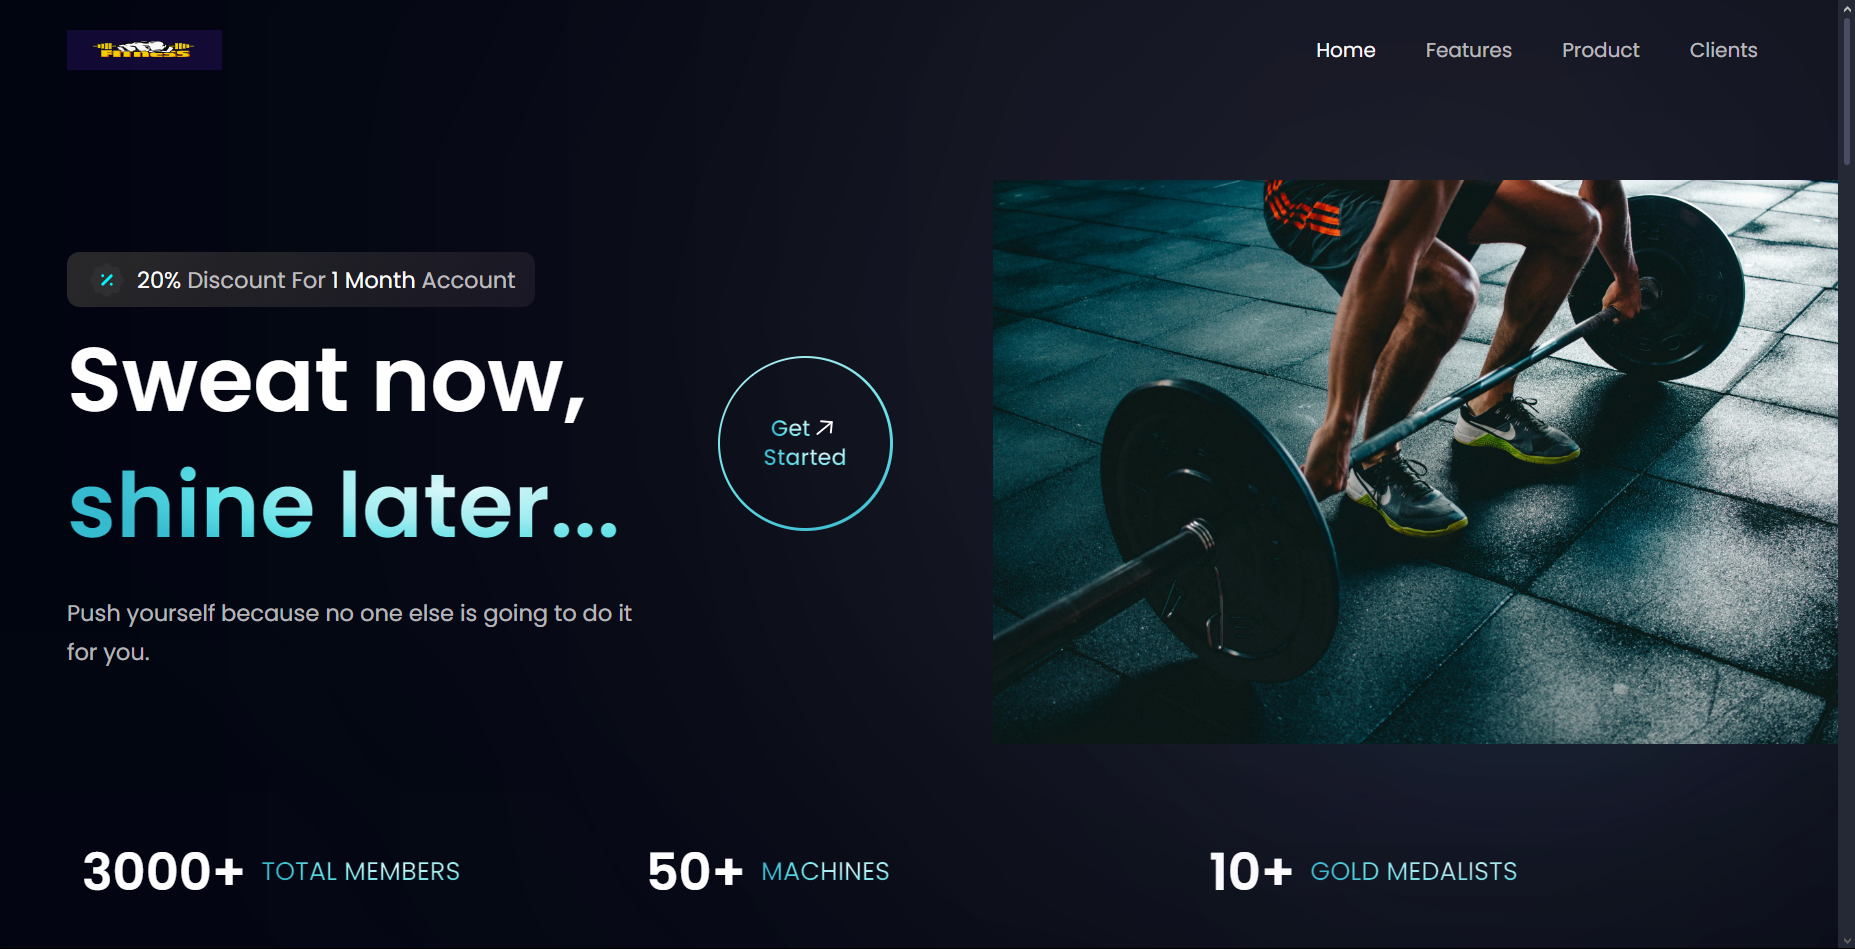 FITNESS
Home Features Product Clients
20% Discount For 1 Month Account
Sweat now,
shine later...
Get
Started
Push yourself because no one else is going to do it
for you.
3000+ TOTAL MEMBERS
50+ MACHINES
10+ GOLD MEDALISTS